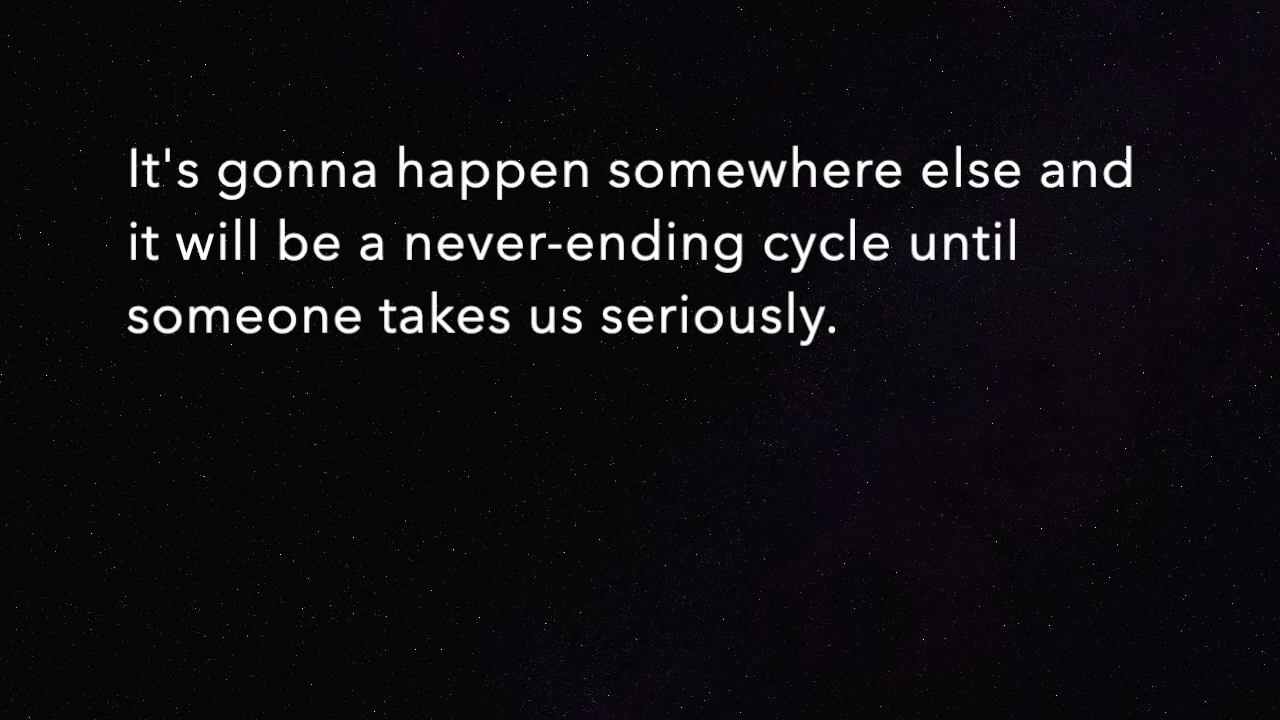 It's gonna happen somewhere else and
it will be a never-ending cycle until
someone takes us seriously.